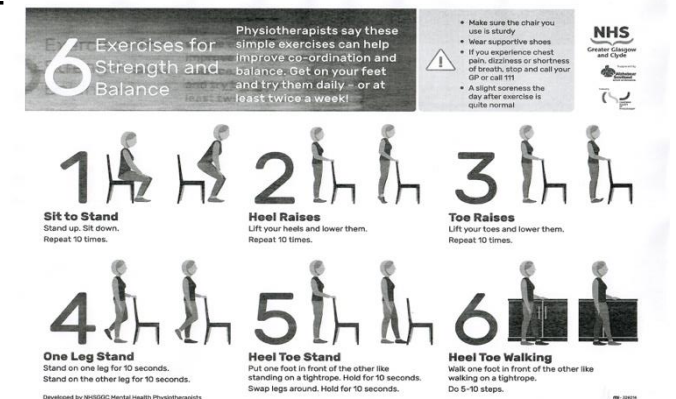 6 Exercises for
Strength and
Balance
Physiotherapists say these
simple exercises can help
improve co-ordination and
balance. Get on your feet
and try them daily – or at
least twice a week!
• Make sure the chair you
use is sturdy
• Wear supportive shoes
• If you experience chest
pain, dizziness or shortness
of breath, stop and call your
GP or call 111
• A slight soreness the
day after exercise is
quite normal
NHS
Greater Glasgow
and Clyde
1
Sit to Stand
Stand up. Sit down.
Repeat 10 times.
2
Heel Raises
Lift your heels and lower them.
Repeat 10 times.
3
Toe Raises
Lift your toes and lower them.
Repeat 10 times.
4
One Leg Stand
Stand on one leg for 10 seconds.
Stand on the other leg for 10 seconds.
5
Heel Toe Stand
Put one foot in front of the other like
standing on a tightrope. Hold for 10 seconds.
Swap legs around. Hold for 10 seconds.
6
Heel Toe Walking
Walk one foot in front of the other like
walking on a tightrope.
Do 5-10 steps.
Developed by NHSGGC Mental Health Physiotherapists